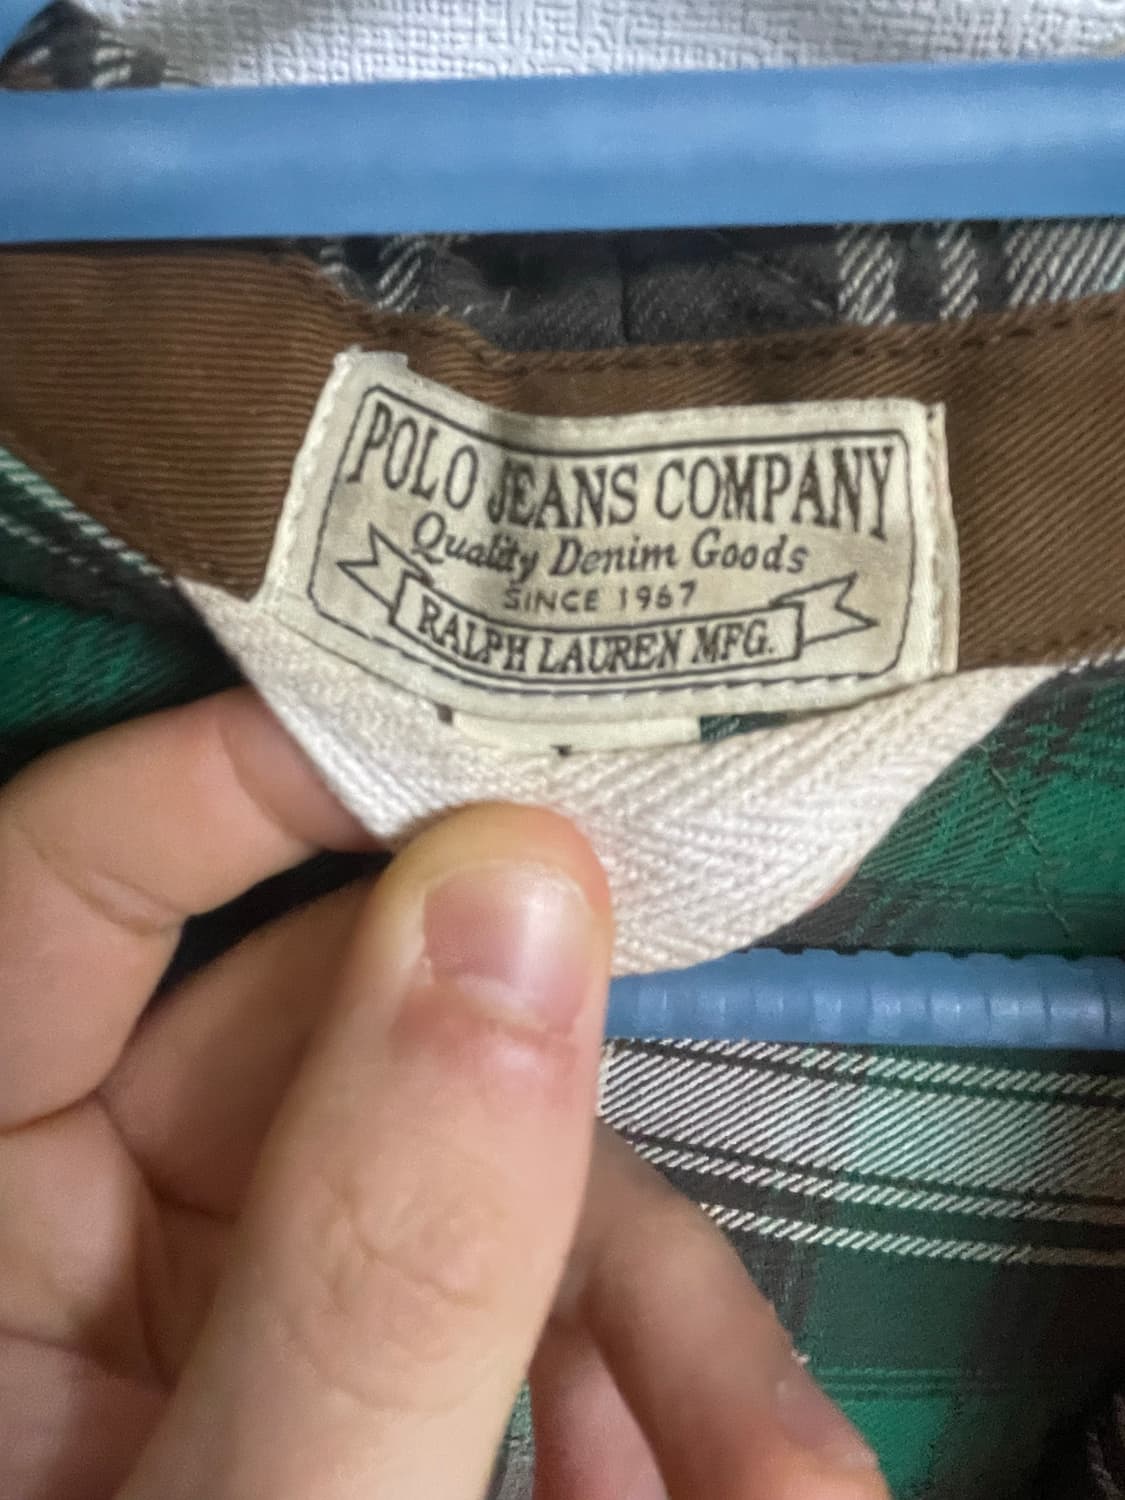 POLO JEANS COMPANY
Quality Denim Goods
SINCE 1967
RALPH LAUREN MFG.